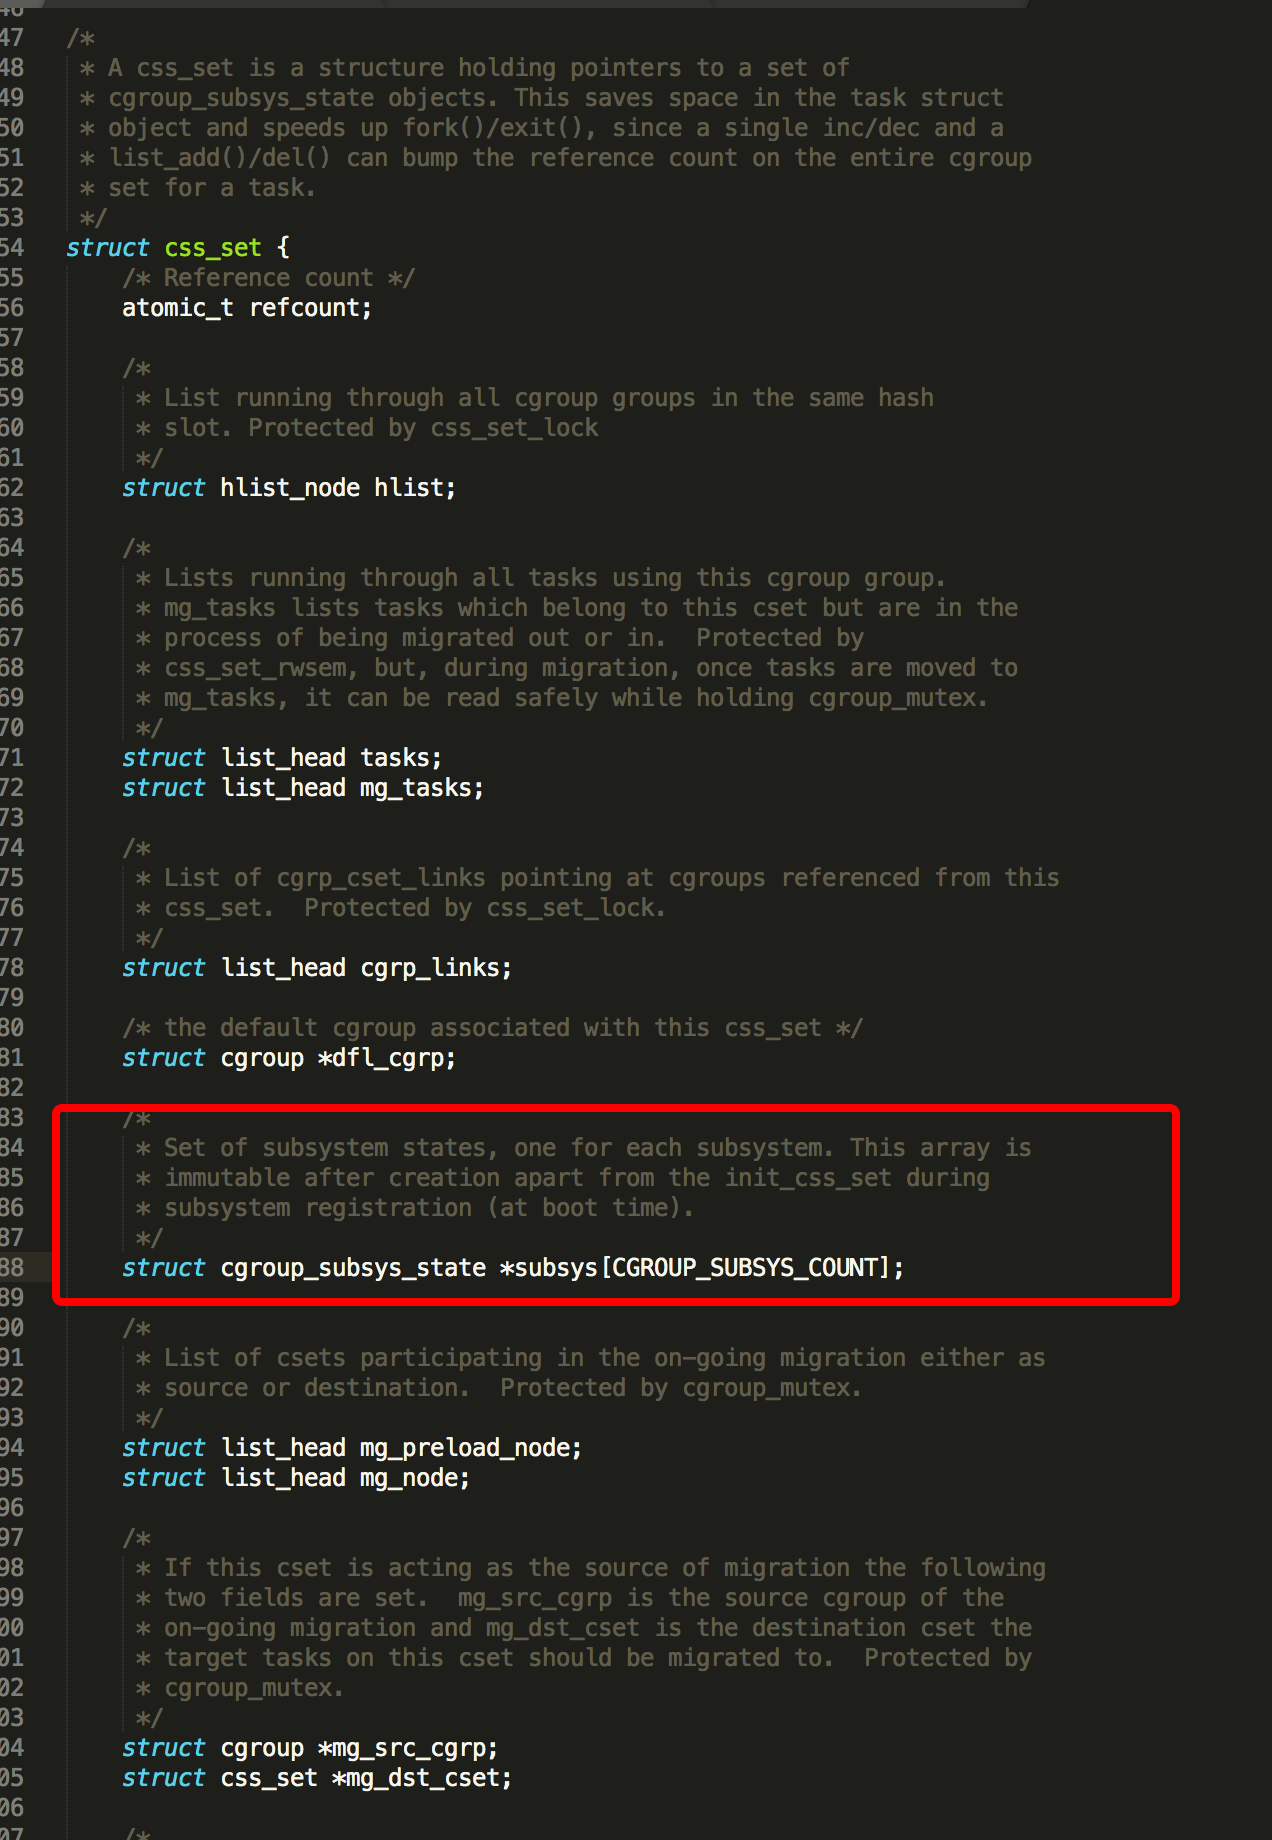 46
47 /*
48 * A css_set is a structure holding pointers to a set of
49 * cgroup_subsys_state objects. This saves space in the task struct
50 * object and speeds up fork()/exit(), since a single inc/dec and a
51 * list_add()/del() can bump the reference count on the entire cgroup
52 * set for a task.
53 */
54 struct css_set {
55 /* Reference count */
56 atomic_t refcount;
57
58 /*
59 * List running through all cgroup groups in the same hash
60 * slot. Protected by css_set_lock
61 */
62 struct hlist_node hlist;
63
64 /*
65 * Lists running through all tasks using this cgroup group.
66 * mg_tasks lists tasks which belong to this cset but are in the
67 * process of being migrated out or in.  Protected by
68 * css_set_rwsem, but, during migration, once tasks are moved to
69 * mg_tasks, it can be read safely while holding cgroup_mutex.
70 */
71 struct list_head tasks;
72 struct list_head mg_tasks;
73
74 /*
75 * List of cgrp_cset_links pointing at cgroups referenced from this
76 * css_set.  Protected by css_set_lock.
77 */
78 struct list_head cgrp_links;
79
80 /* the default cgroup associated with this css_set */
81 struct cgroup *dfl_cgrp;
82
83 /*
84 * Set of subsystem states, one for each subsystem. This array is
85 * immutable after creation apart from the init_css_set during
86 * subsystem registration (at boot time).
87 */
88 struct cgroup_subsys_state *subsys[CGROUP_SUBSYS_COUNT];
89
90 /*
91 * List of csets participating in the on-going migration either as
92 * source or destination.  Protected by cgroup_mutex.
93 */
94 struct list_head mg_preload_node;
95 struct list_head mg_node;
96
97 /*
98 * If this cset is acting as the source of migration the following
99 * two fields are set.  mg_src_cgrp is the source cgroup of the
00 * on-going migration and mg_dst_cset is the destination cset the
01 * target tasks on this cset should be migrated to.  Protected by
02 * cgroup_mutex.
03 */
04 struct cgroup *mg_src_cgrp;
05 struct css_set *mg_dst_cset;
06
07 /*